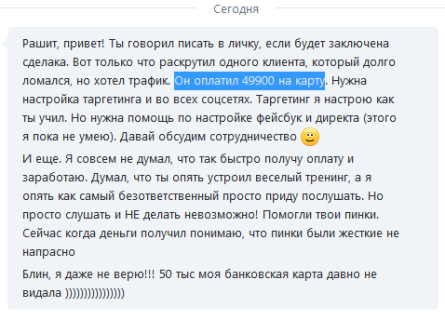 Сегодня
Рашит, привет! Ты говорил писать в личку, если будет заключена
сделака. Вот только что раскрутил одного клиента, который долго
ломался, но хотел трафик. Он оплатил 49900 на карту. Нужна
настройка таргетинга и во всех соцсетях. Таргетинг я настрою как
ты учил. Но нужна помощь по настройке фейсбук и директа (этого
я пока не умею). Давай обсудим сотрудничество 🙂
И еще. Я совсем не думал, что так быстро получу оплату и
заработаю. Думал, что ты опять устроил веселый тренинг, а я
опять как самый безответственный просто приду послушать. Но
просто слушать и НЕ делать невозможно! Помогли твои пинки.
Сейчас когда деньги получил понимаю, что пинки были жесткие не
напрасно
Блин, я даже не верю!!! 50 тыс моя банковская карта давно не
видала ))))))))))))))))